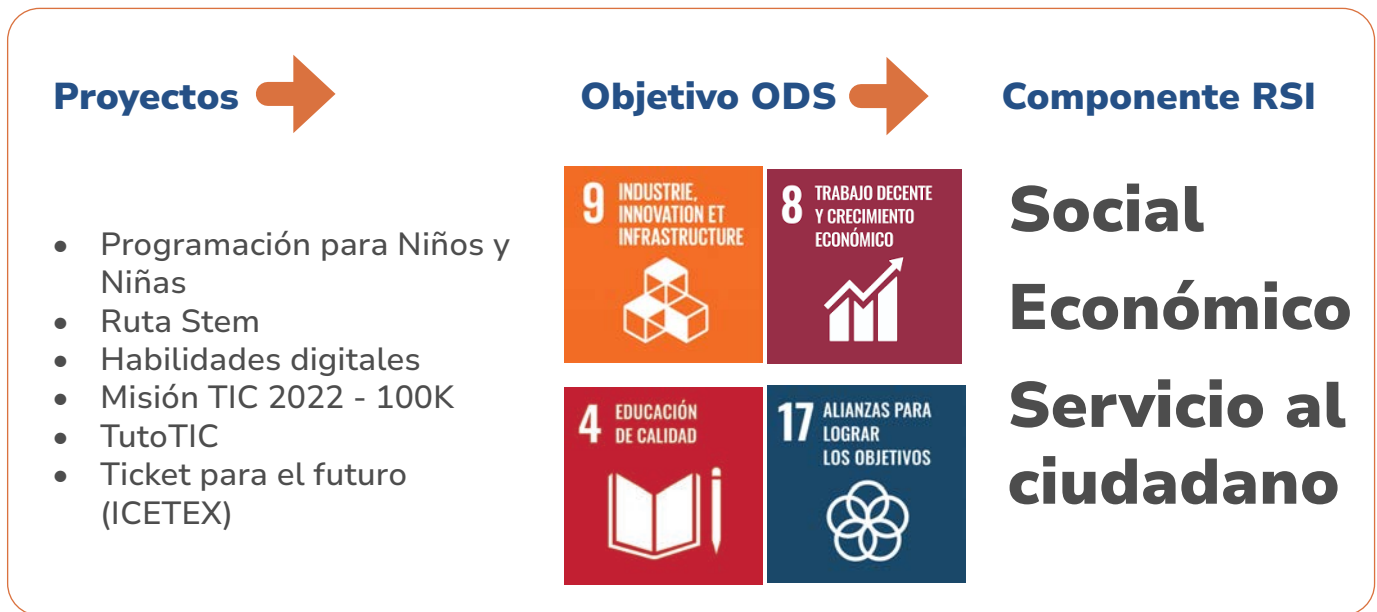 Proyectos
Objetivo ODS
Componente RSI
• Programación para Niños y
Niñas
• Ruta Stem
• Habilidades digitales
• Misión TIC 2022 - 100K
• TutoTIC
• Ticket para el futuro
(ICETEX)
9 INDUSTRIE,
INNOVATION ET
INFRASTRUCTURE
8 TRABAJO DECENTE
Y CRECIMIENTO
ECONÓMICO
4 EDUCACIÓN
DE CALIDAD
17 ALIANZAS PARA
LOGRAR
LOS OBJETIVOS
Social
Económico
Servicio al
ciudadano